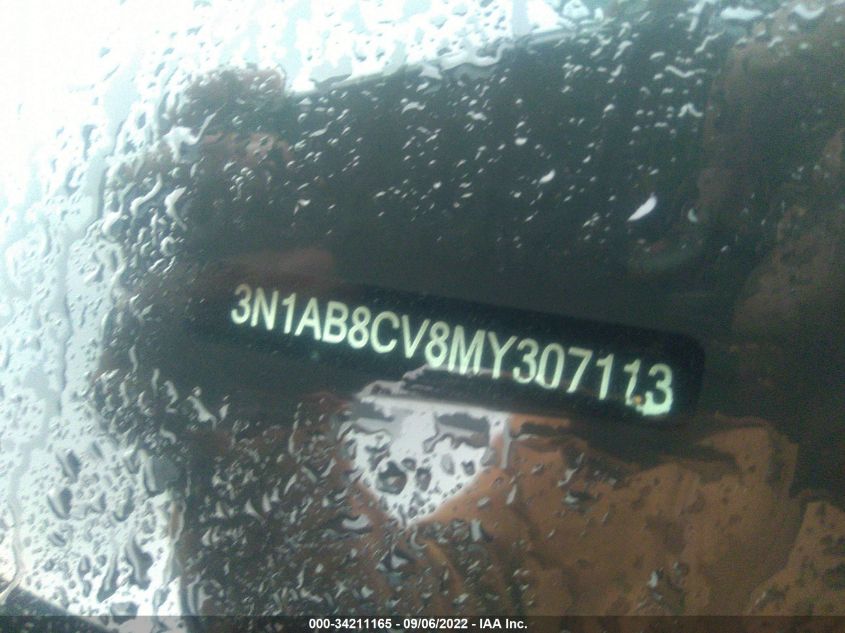 3N1AB8CV8MY307113
000-34211165 - 09/06/2022 - IAA Inc.